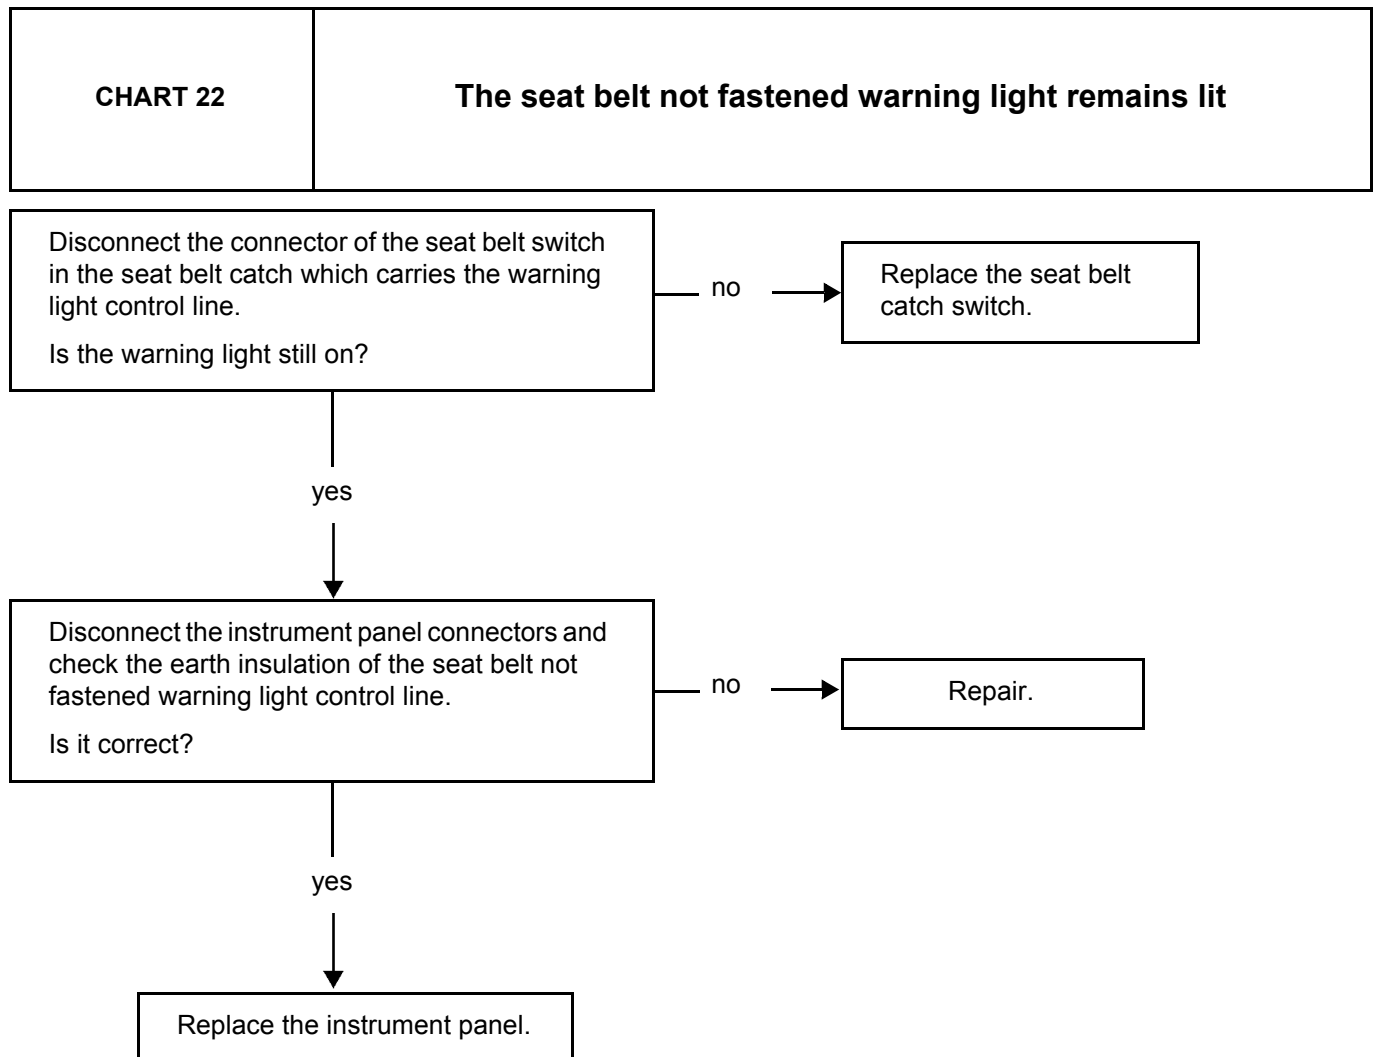 CHART 22
The seat belt not fastened warning light remains lit
Disconnect the connector of the seat belt switch
in the seat belt catch which carries the warning
light control line.
Is the warning light still on?
no
Replace the seat belt
catch switch.
yes
Disconnect the instrument panel connectors and
check the earth insulation of the seat belt not
fastened warning light control line.
Is it correct?
no
Repair.
yes
Replace the instrument panel.